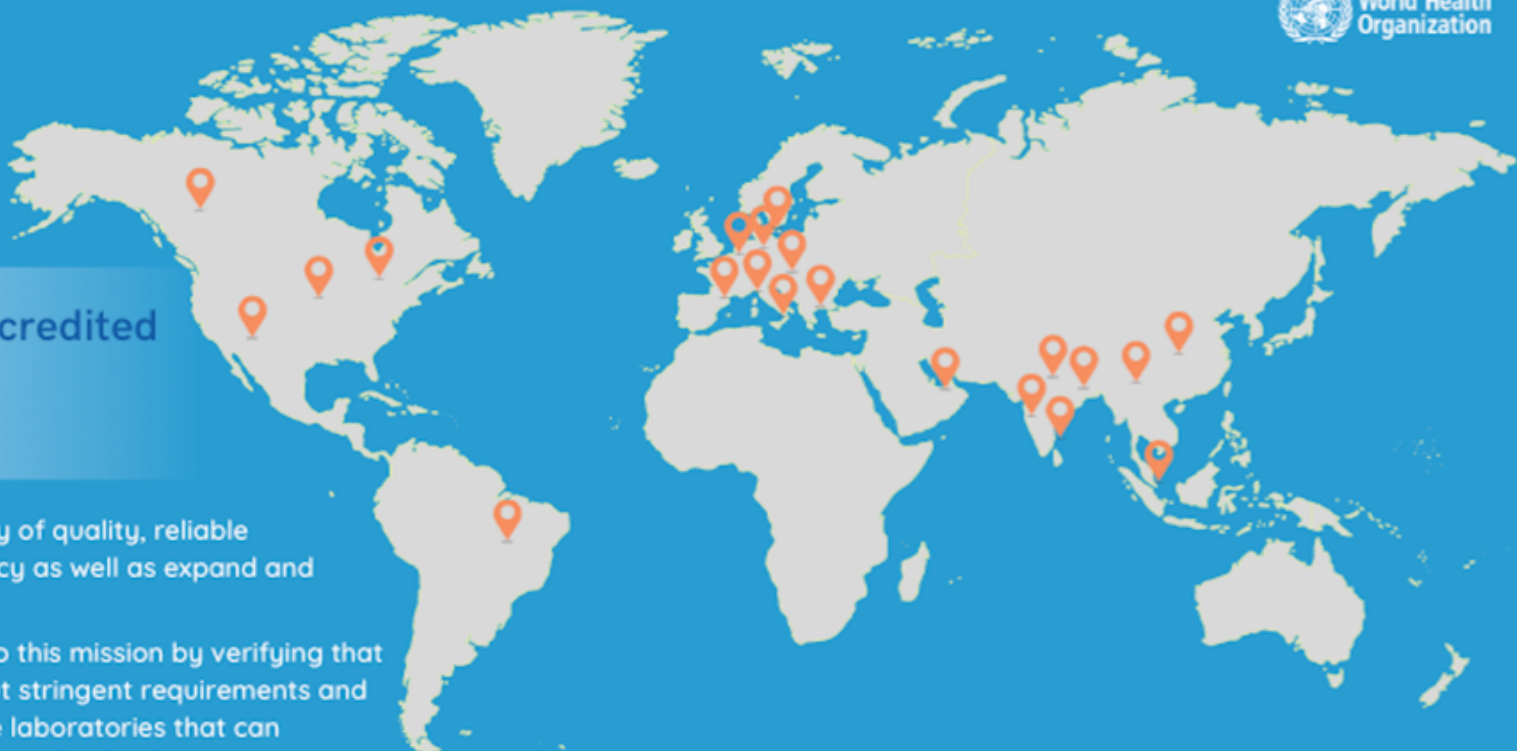 World Health
Organization
credited
y of quality, reliable
cy as well as expand and
o this mission by verifying that
t stringent requirements and
e laboratories that can